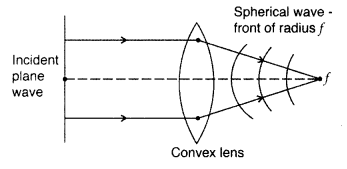 Spherical wave -
front of radius f
Incident
plane
wave
f
Convex lens